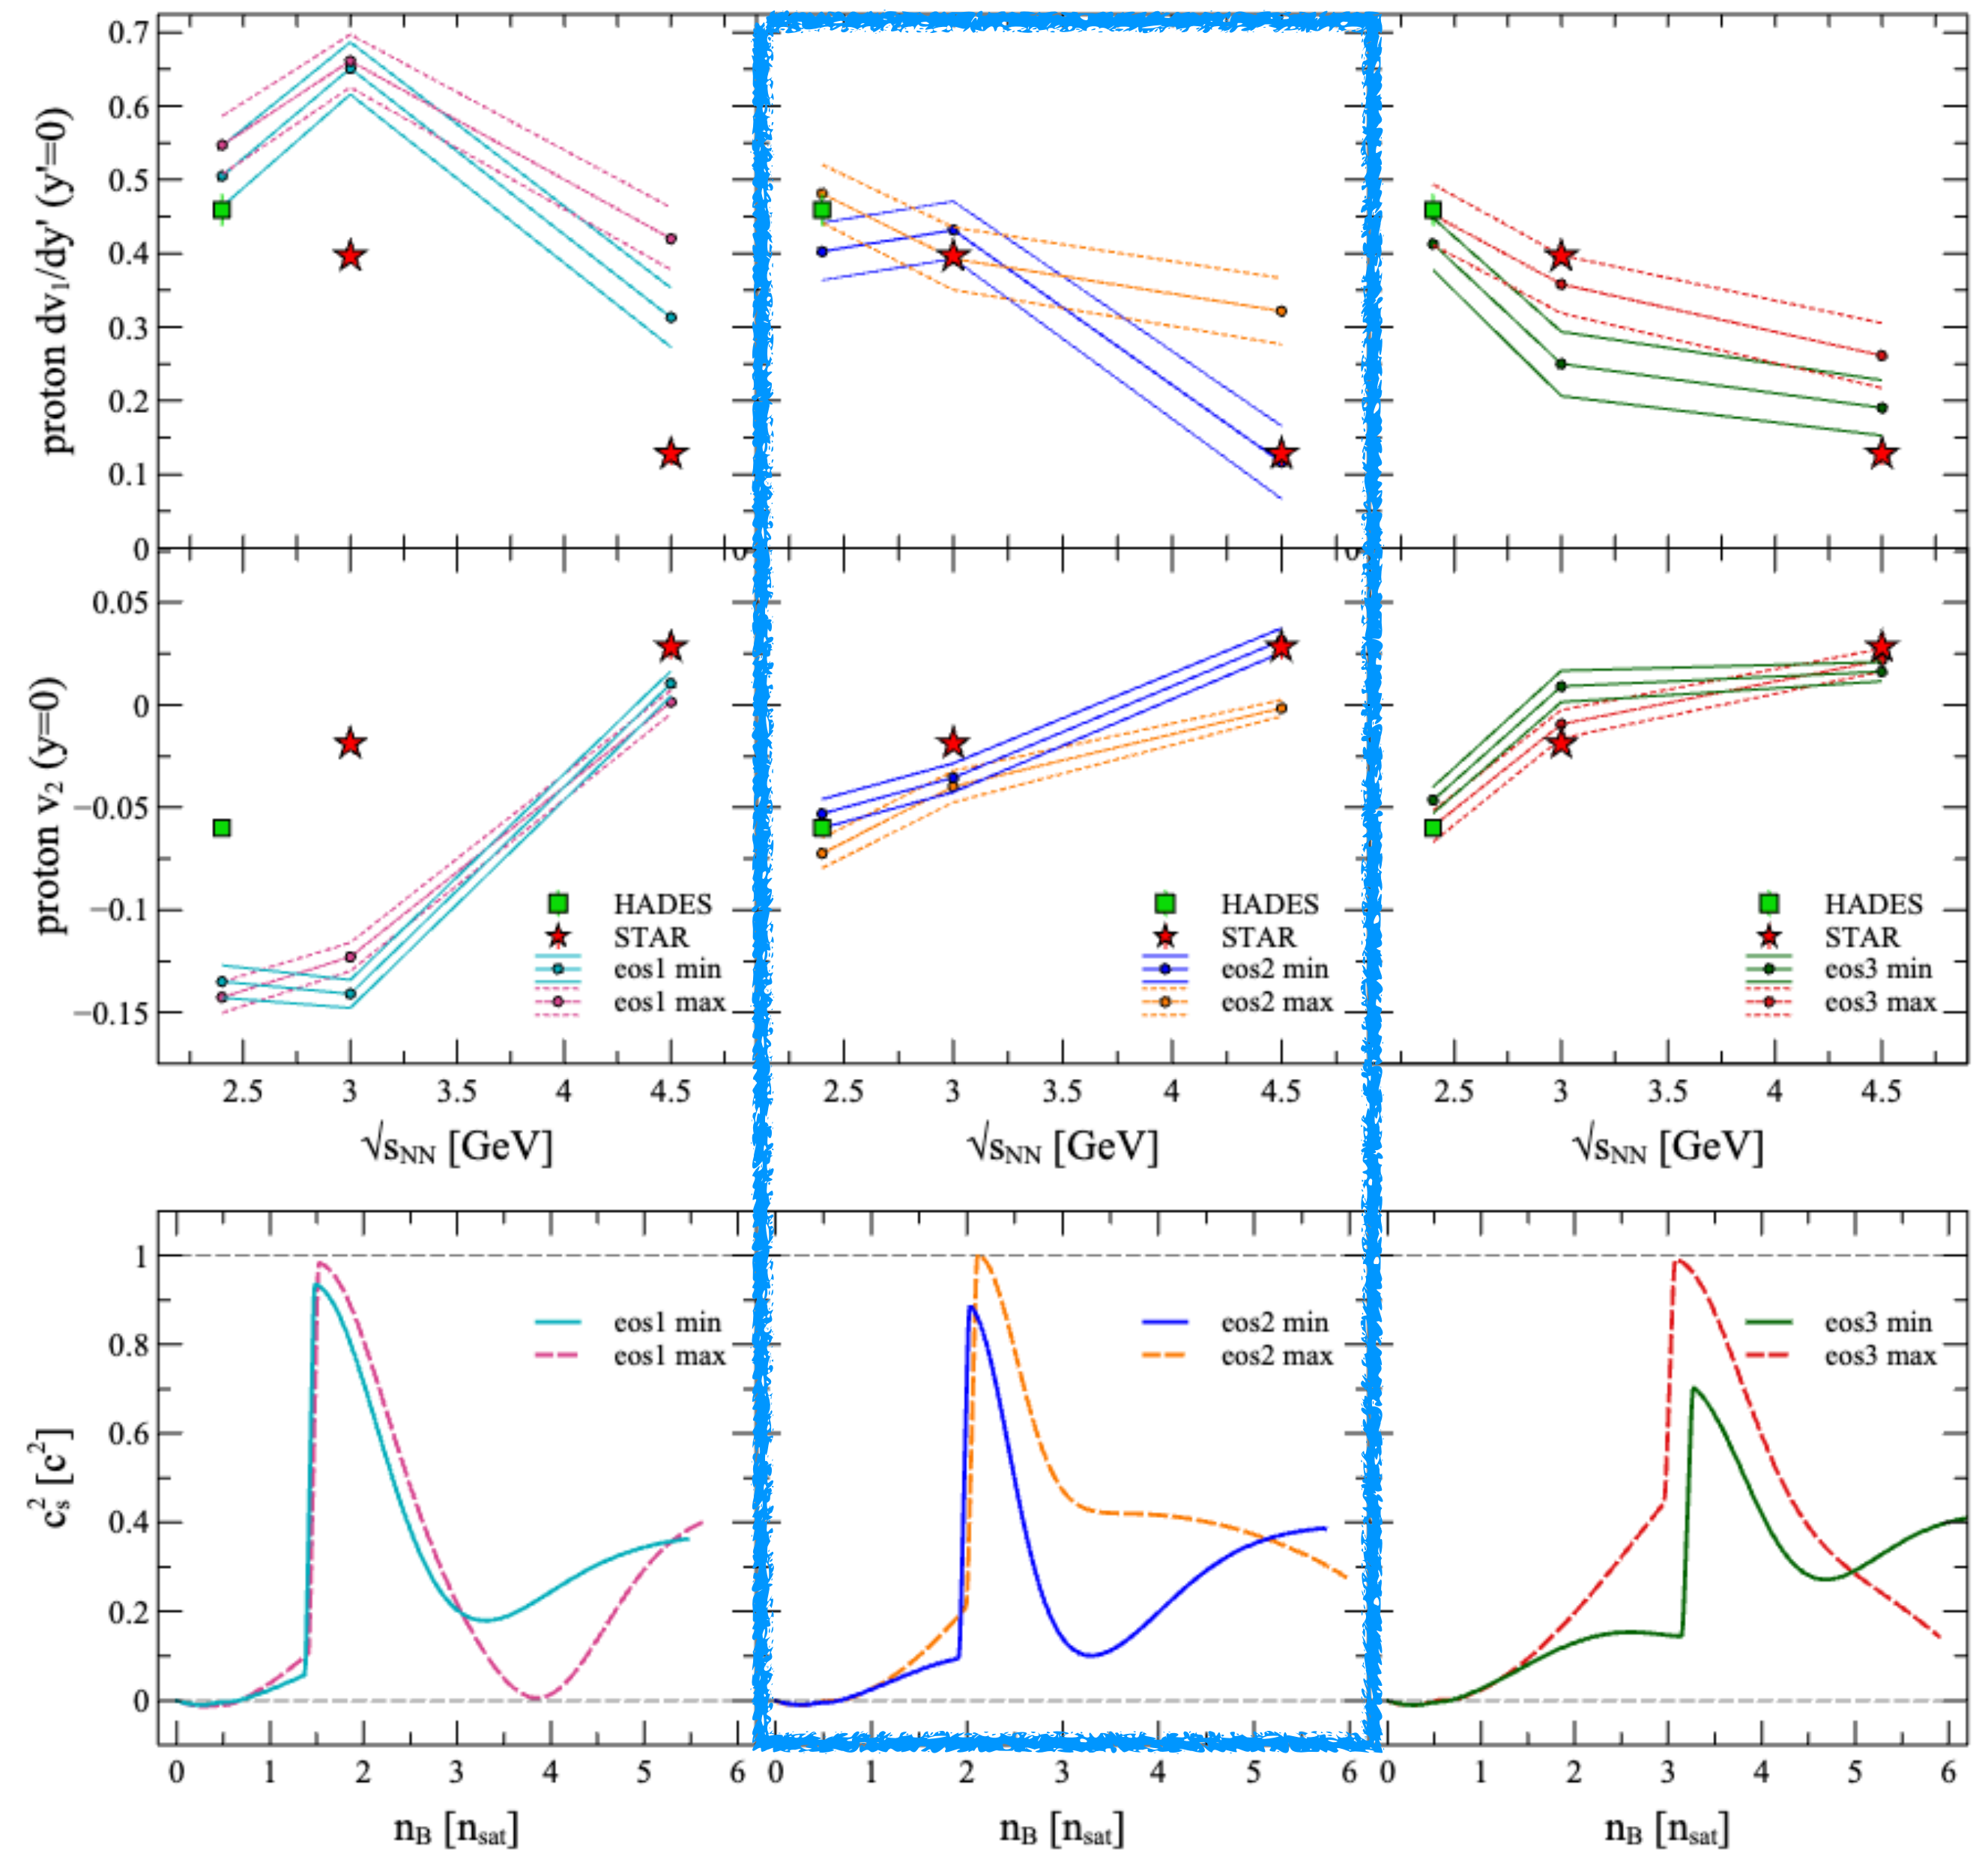 proton dv₁/dy' (y'=0)
0.7
0.6
0.5
0.4
0.3
0.2
0.1
0
0
0
proton v₂ (y=0)
0.05
0
−0.05
−0.1
−0.15
HADES
STAR
eos1 min
eos1 max
HADES
STAR
eos2 min
eos2 max
HADES
STAR
eos3 min
eos3 max
2.5 3 3.5 4 4.5
2.5 3 3.5 4 4.5
2.5 3 3.5 4 4.5
√sNN [GeV]
√sNN [GeV]
√sNN [GeV]
c²s [c²]
1
0.8
0.6
0.4
0.2
0
eos1 min
eos1 max
eos2 min
eos2 max
eos3 min
eos3 max
0 1 2 3 4 5 6
0 1 2 3 4 5 6
0 1 2 3 4 5 6
nB [nsat]
nB [nsat]
nB [nsat]